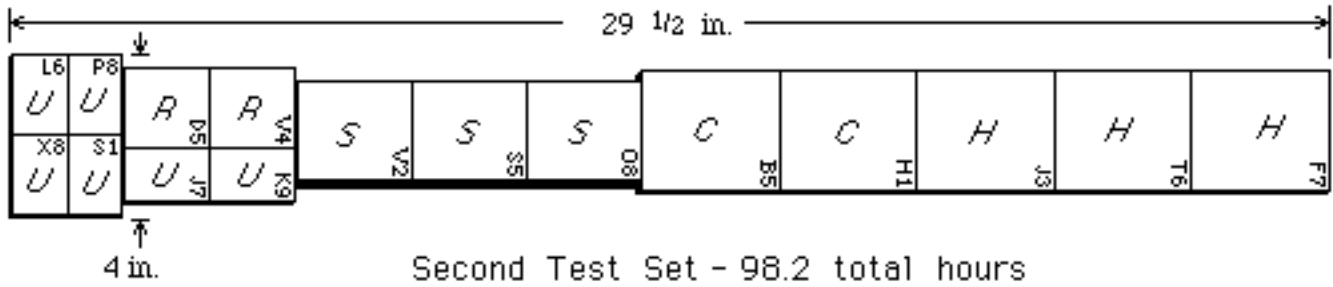 29 1/2 in.
L6 P8
U U R R S S S C C H H H
D5 V4
X8 S1
U U U U V2 S5 O8 B5 H1 J3 T6 F7
J7 K9
4 in.
Second Test Set - 98.2 total hours